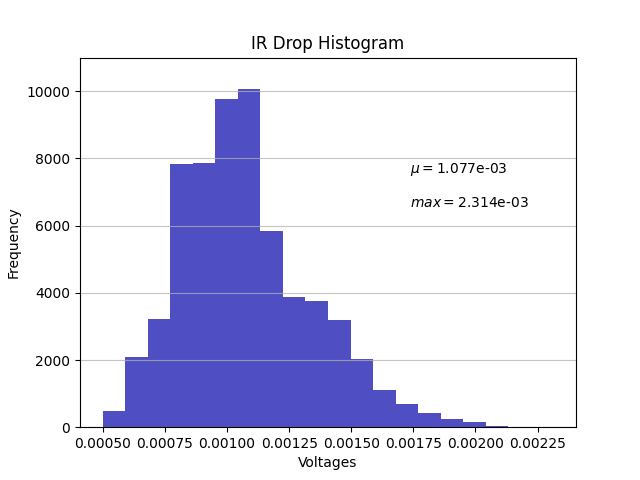 IR Drop Histogram
10000
8000
6000
4000
2000
0
Frequency
μ = 1.077e-03
max = 2.314e-03
0.00050 0.00075 0.00100 0.00125 0.00150 0.00175 0.00200 0.00225
Voltages